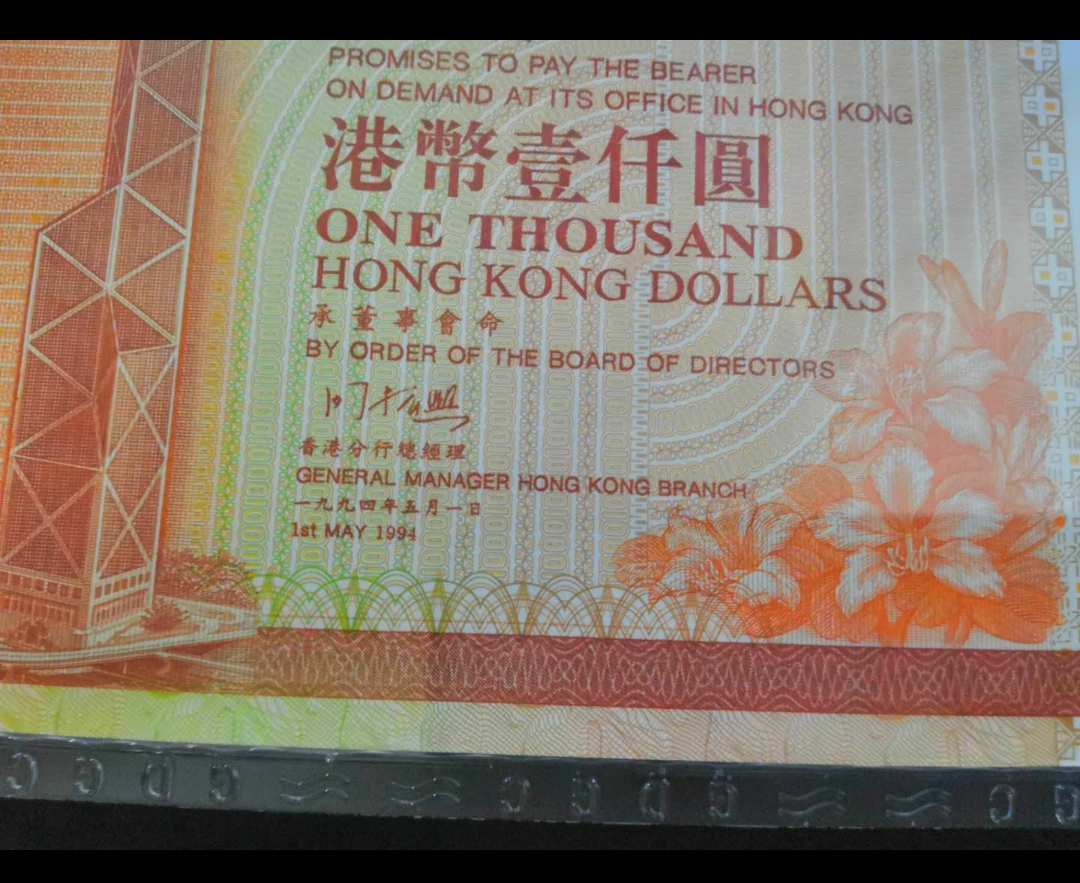 PROMISES TO PAY THE BEARER
ON DEMAND AT ITS OFFICE IN HONG KONG
港幣壹仟圓
ONE THOUSAND
HONG KONG DOLLARS
承董事會命
BY ORDER OF THE BOARD OF DIRECTORS
香港分行總經理
GENERAL MANAGER HONG KONG BRANCH
一九九四年五月一日
1st MAY 1994